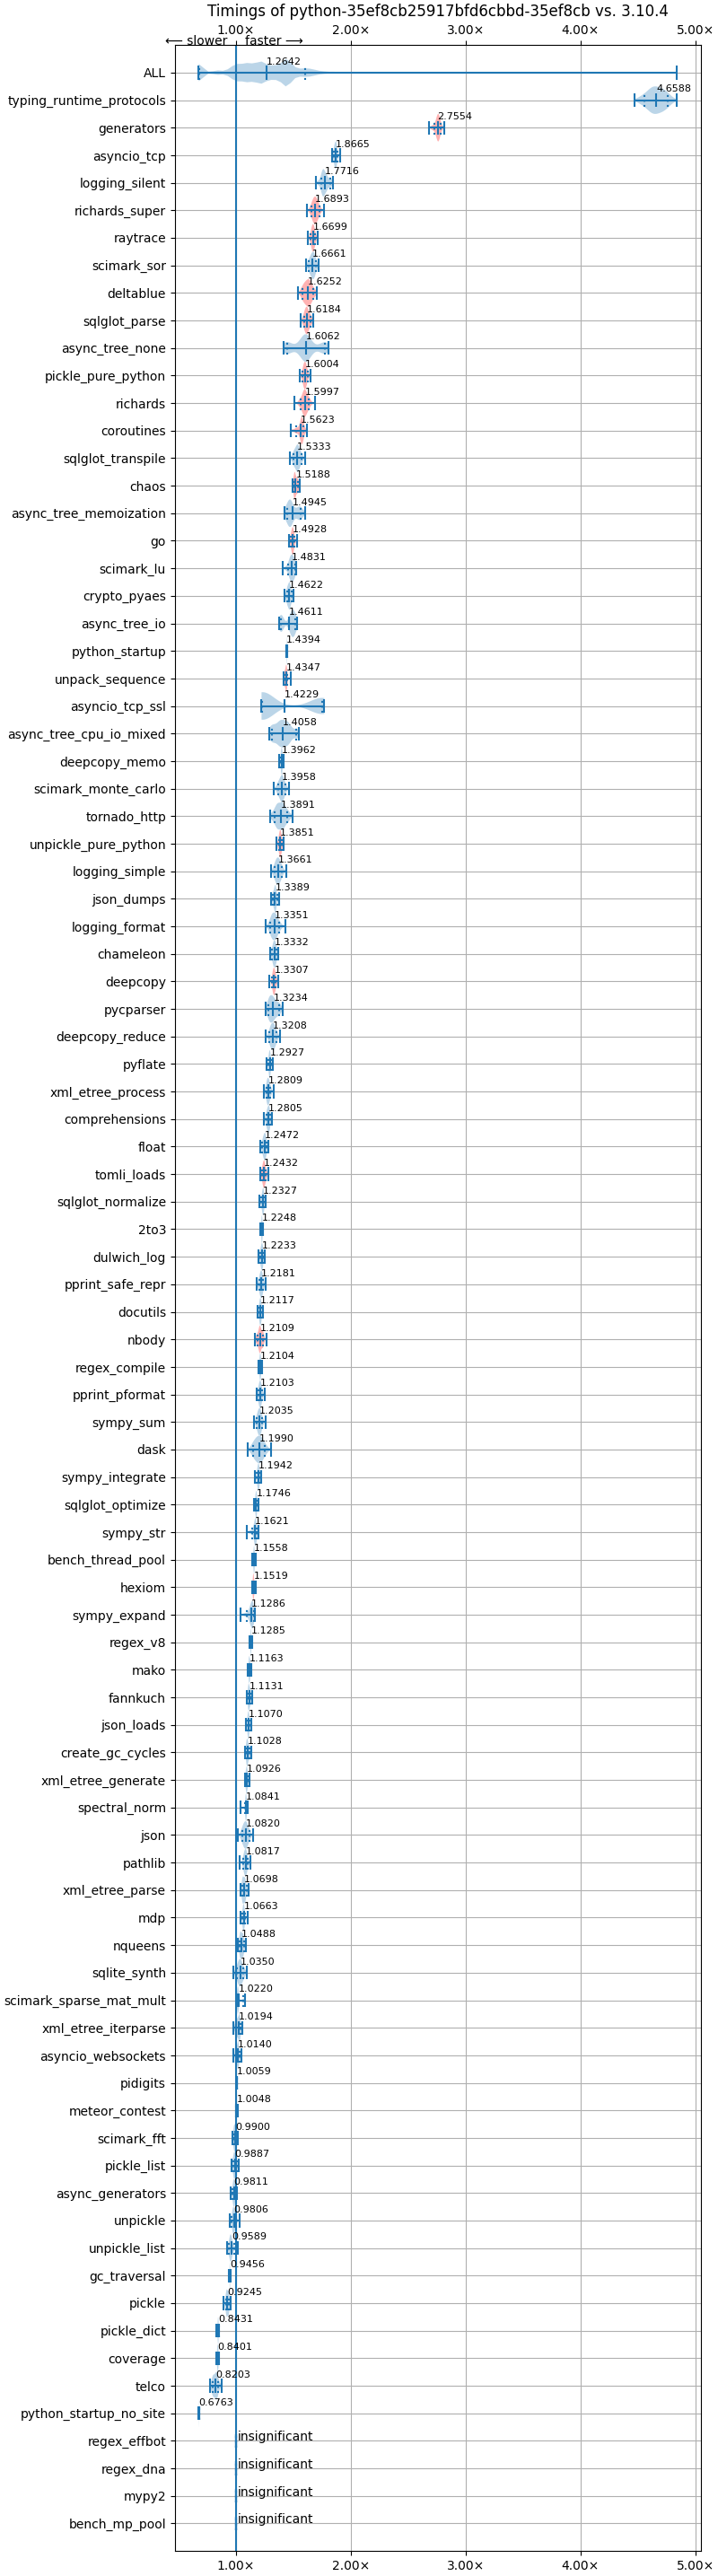 Timings of python-35ef8cb25917bfd6cbbd-35ef8cb vs. 3.10.4
1.00× 2.00× 3.00× 4.00× 5.00×
⟵ slower faster ⟶
ALL 1.2642
typing_runtime_protocols 4.6588
generators 2.7554
asyncio_tcp 1.8665
logging_silent 1.7716
richards_super 1.6893
raytrace 1.6699
scimark_sor 1.6661
deltablue 1.6252
sqlglot_parse 1.6184
async_tree_none 1.6062
pickle_pure_python 1.6004
richards 1.5997
coroutines 1.5623
sqlglot_transpile 1.5333
chaos 1.5188
async_tree_memoization 1.4945
go 1.4928
scimark_lu 1.4831
crypto_pyaes 1.4622
async_tree_io 1.4611
python_startup 1.4394
unpack_sequence 1.4347
asyncio_tcp_ssl 1.4229
async_tree_cpu_io_mixed 1.4058
deepcopy_memo 1.3962
scimark_monte_carlo 1.3958
tornado_http 1.3891
unpickle_pure_python 1.3851
logging_simple 1.3661
json_dumps 1.3389
logging_format 1.3351
chameleon 1.3332
deepcopy 1.3307
pycparser 1.3234
deepcopy_reduce 1.3208
pyflate 1.2927
xml_etree_process 1.2809
comprehensions 1.2805
float 1.2472
tomli_loads 1.2432
sqlglot_normalize 1.2327
2to3 1.2248
dulwich_log 1.2233
pprint_safe_repr 1.2181
docutils 1.2117
nbody 1.2109
regex_compile 1.2104
pprint_pformat 1.2103
sympy_sum 1.2035
dask 1.1990
sympy_integrate 1.1942
sqlglot_optimize 1.1746
sympy_str 1.1621
bench_thread_pool 1.1558
hexiom 1.1519
sympy_expand 1.1286
regex_v8 1.1285
mako 1.1163
fannkuch 1.1131
json_loads 1.1070
create_gc_cycles 1.1028
xml_etree_generate 1.0926
spectral_norm 1.0841
json 1.0820
pathlib 1.0817
xml_etree_parse 1.0698
mdp 1.0663
nqueens 1.0488
sqlite_synth 1.0350
scimark_sparse_mat_mult 1.0220
xml_etree_iterparse 1.0194
asyncio_websockets 1.0140
pidigits 1.0059
meteor_contest 1.0048
scimark_fft 0.9900
pickle_list 0.9887
async_generators 0.9811
unpickle 0.9806
unpickle_list 0.9589
gc_traversal 0.9456
pickle 0.9245
pickle_dict 0.8431
coverage 0.8401
telco 0.8203
python_startup_no_site 0.6763
regex_effbot insignificant
regex_dna insignificant
mypy2 insignificant
bench_mp_pool insignificant
1.00× 2.00× 3.00× 4.00× 5.00×